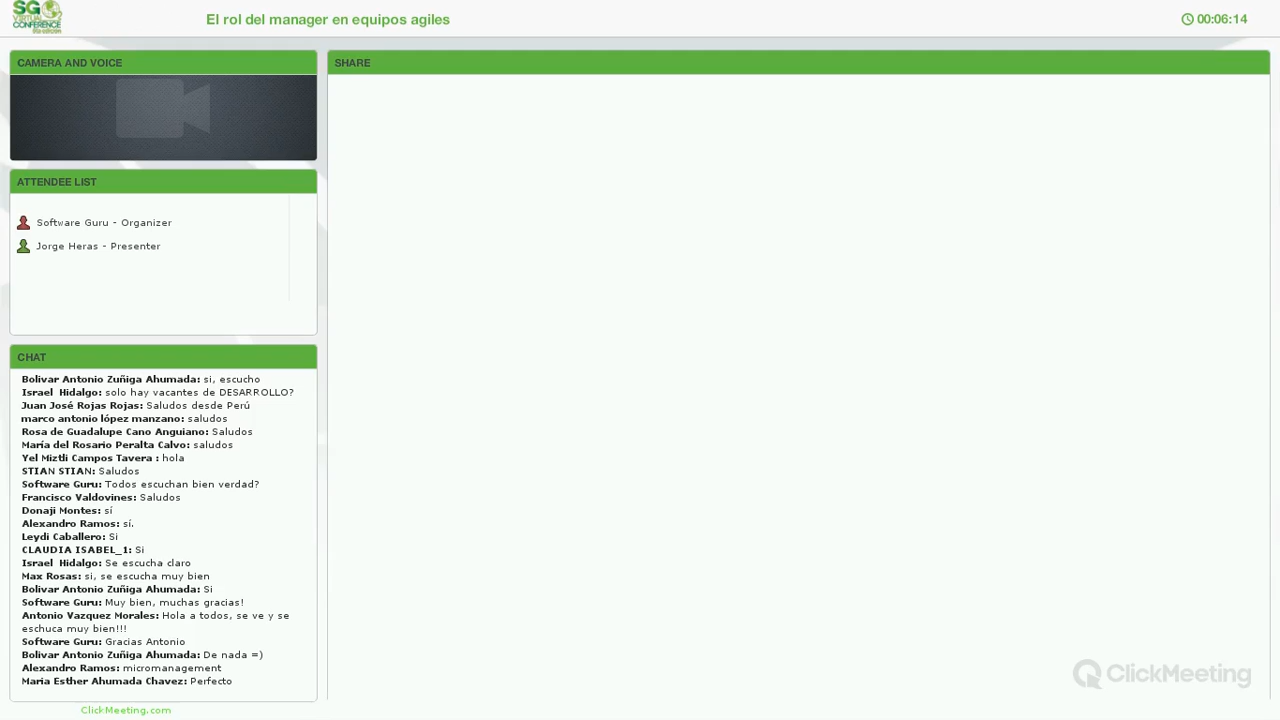 SG
VIRTUAL
CONFERENCE
El rol del manager en equipos agiles
00:06:14
CAMERA AND VOICE
SHARE
ATTENDEE LIST
Software Guru - Organizer
Jorge Heras - Presenter
CHAT
Bolivar Antonio Zuñiga Ahumada: si, escucho
Israel Hidalgo: solo hay vacantes de DESARROLLO?
Juan José Rojas Rojas: Saludos desde Perú
marco antonio lópez manzano: saludos
Rosa de Guadalupe Cano Anguiano: Saludos
María del Rosario Peralta Calvo: saludos
Yel Miztli Campos Tavera : hola
STIAN STIAN: Saludos
Software Guru: Todos escuchan bien verdad?
Francisco Valdovines: Saludos
Donaji Montes: sí
Alexandro Ramos: sí.
Leydi Caballero: Si
CLAUDIA ISABEL_1: Si
Israel Hidalgo: Se escucha claro
Max Rosas: si, se escucha muy bien
Bolivar Antonio Zuñiga Ahumada: Si
Software Guru: Muy bien, muchas gracias!
Antonio Vazquez Morales: Hola a todos, se ve y se
eschuca muy bien!!!
Software Guru: Gracias Antonio
Bolivar Antonio Zuñiga Ahumada: De nada =)
Alexandro Ramos: micromanagement
Maria Esther Ahumada Chavez: Perfecto
ClickMeeting
ClickMeeting.com